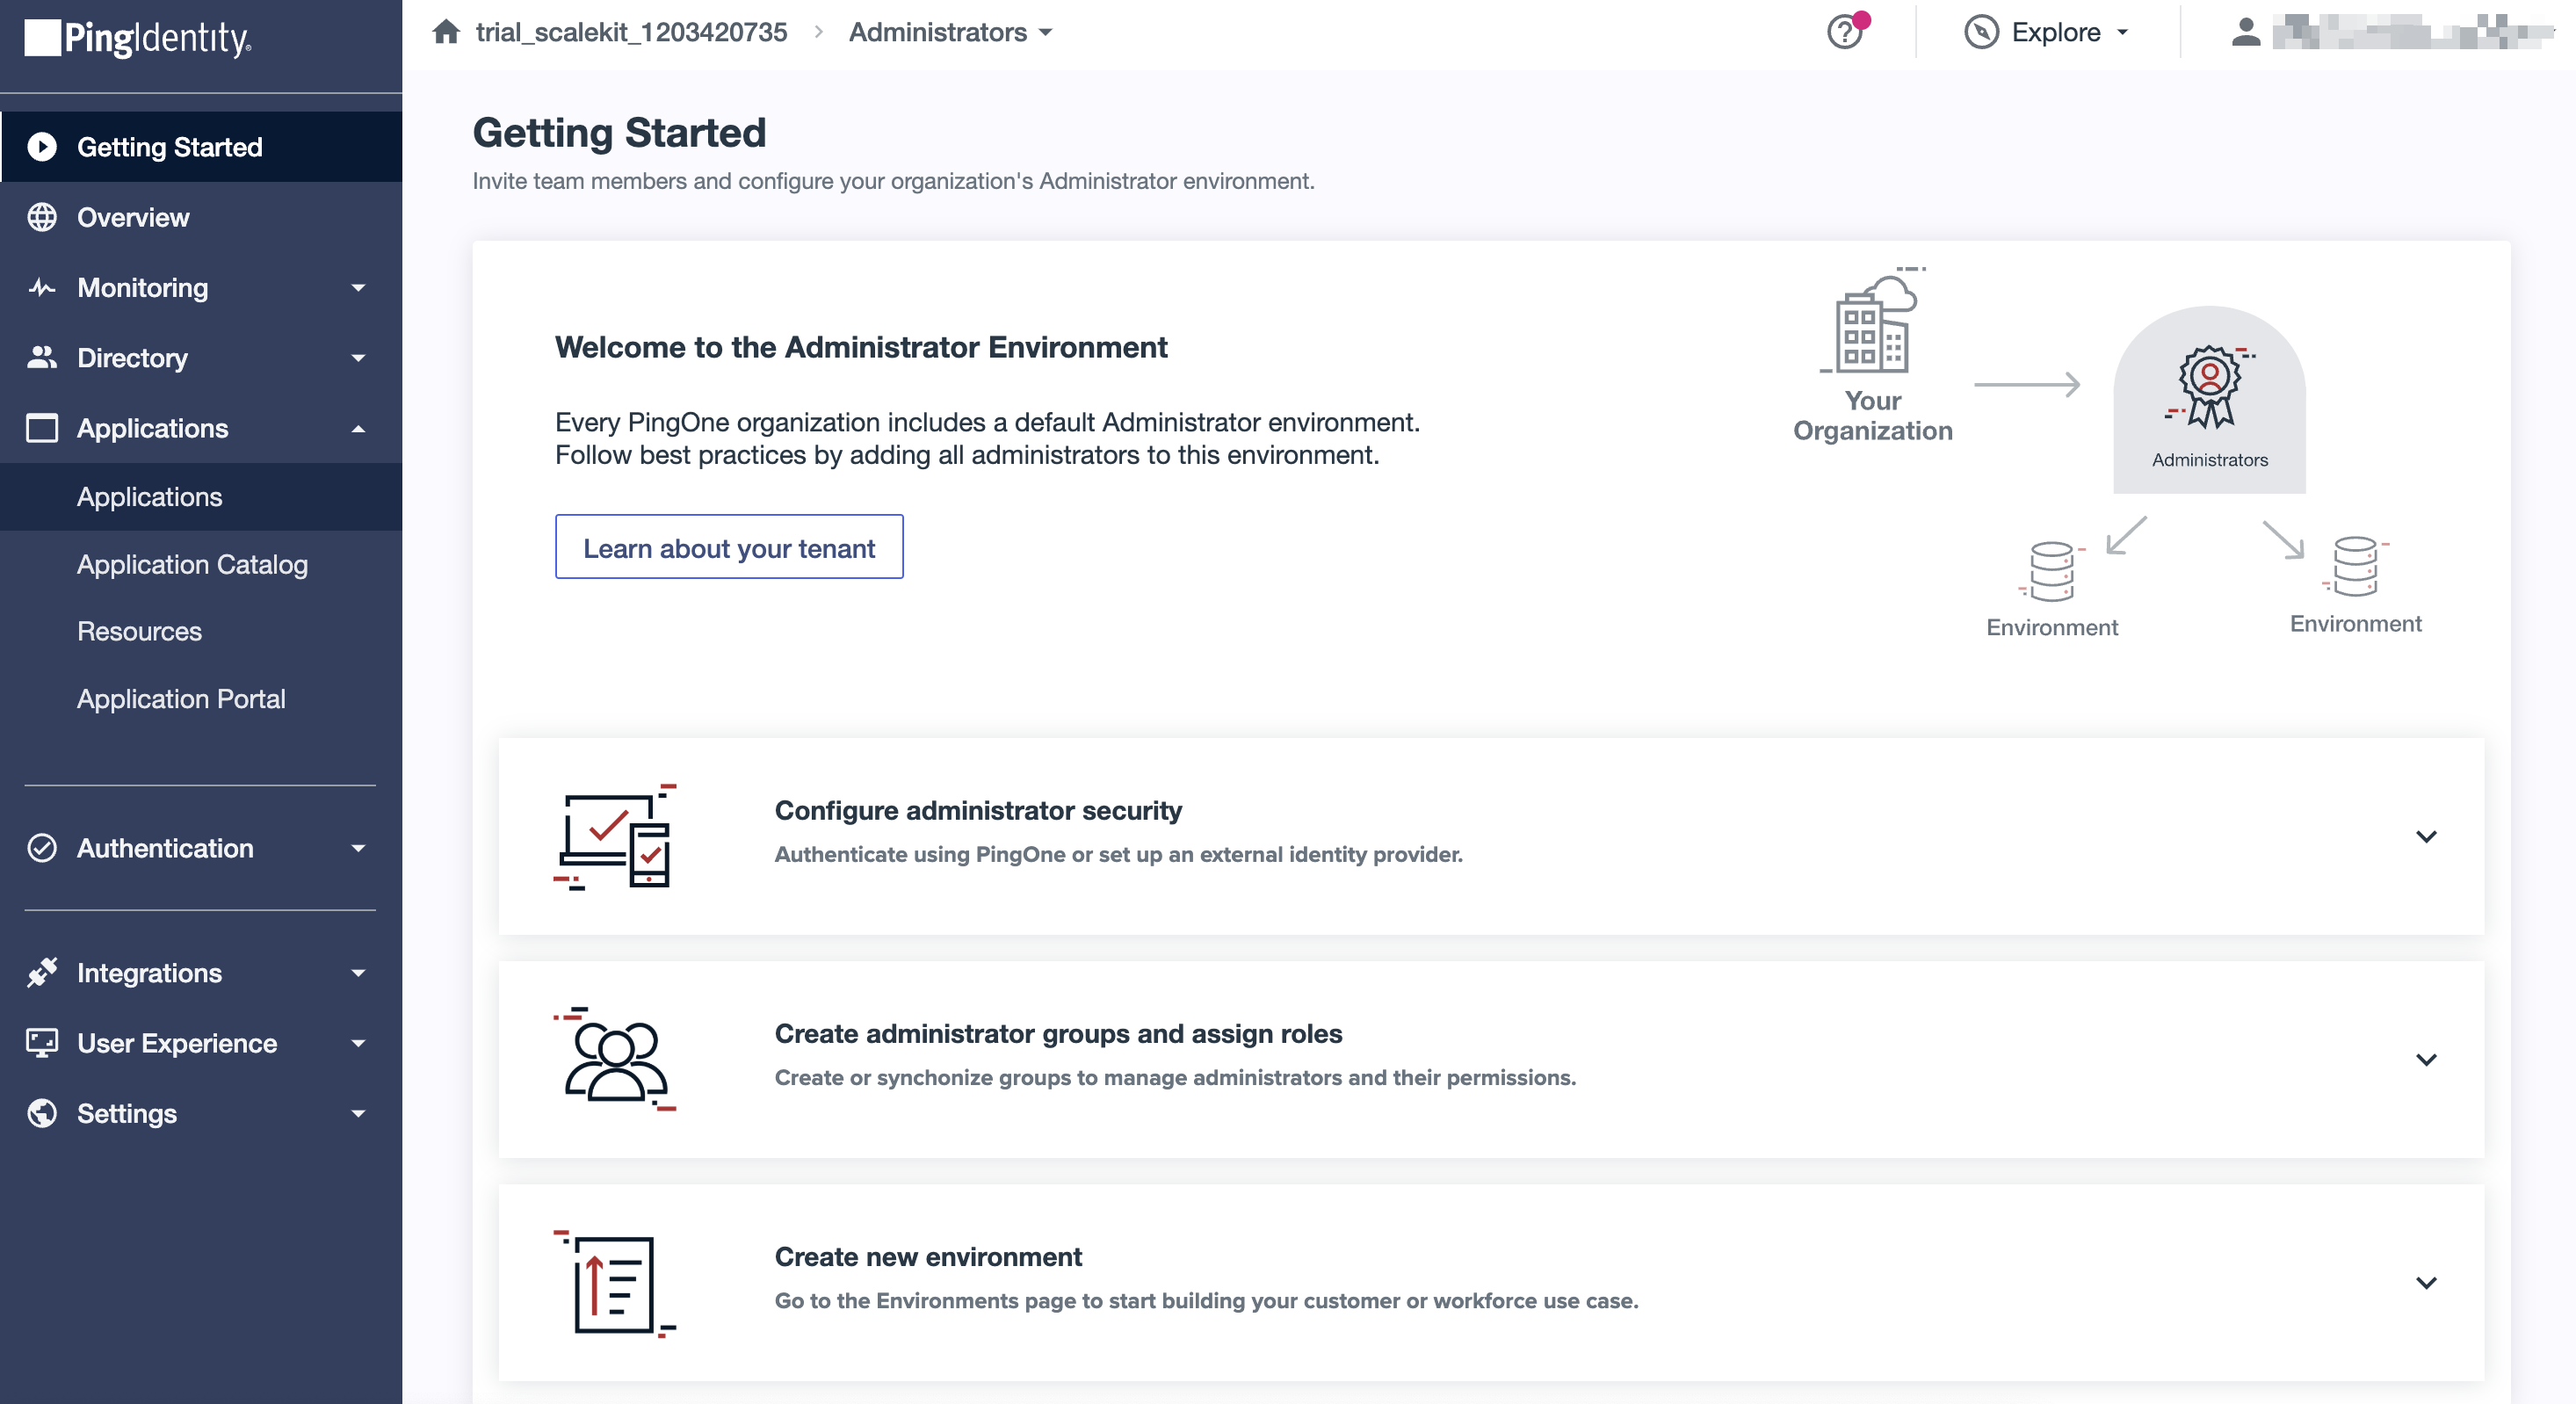 PingIdentity®
trial_scalekit_1203420735
Administrators
Explore
Getting Started
Overview
Monitoring
Directory
Applications
Applications
Application Catalog
Resources
Application Portal
Authentication
Integrations
User Experience
Settings
Getting Started
Invite team members and configure your organization's Administrator environment.
Welcome to the Administrator Environment
Every PingOne organization includes a default Administrator environment.
Follow best practices by adding all administrators to this environment.
Learn about your tenant
Your
Organization
Administrators
Environment
Environment
Configure administrator security
Authenticate using PingOne or set up an external identity provider.
Create administrator groups and assign roles
Create or synchonize groups to manage administrators and their permissions.
Create new environment
Go to the Environments page to start building your customer or workforce use case.